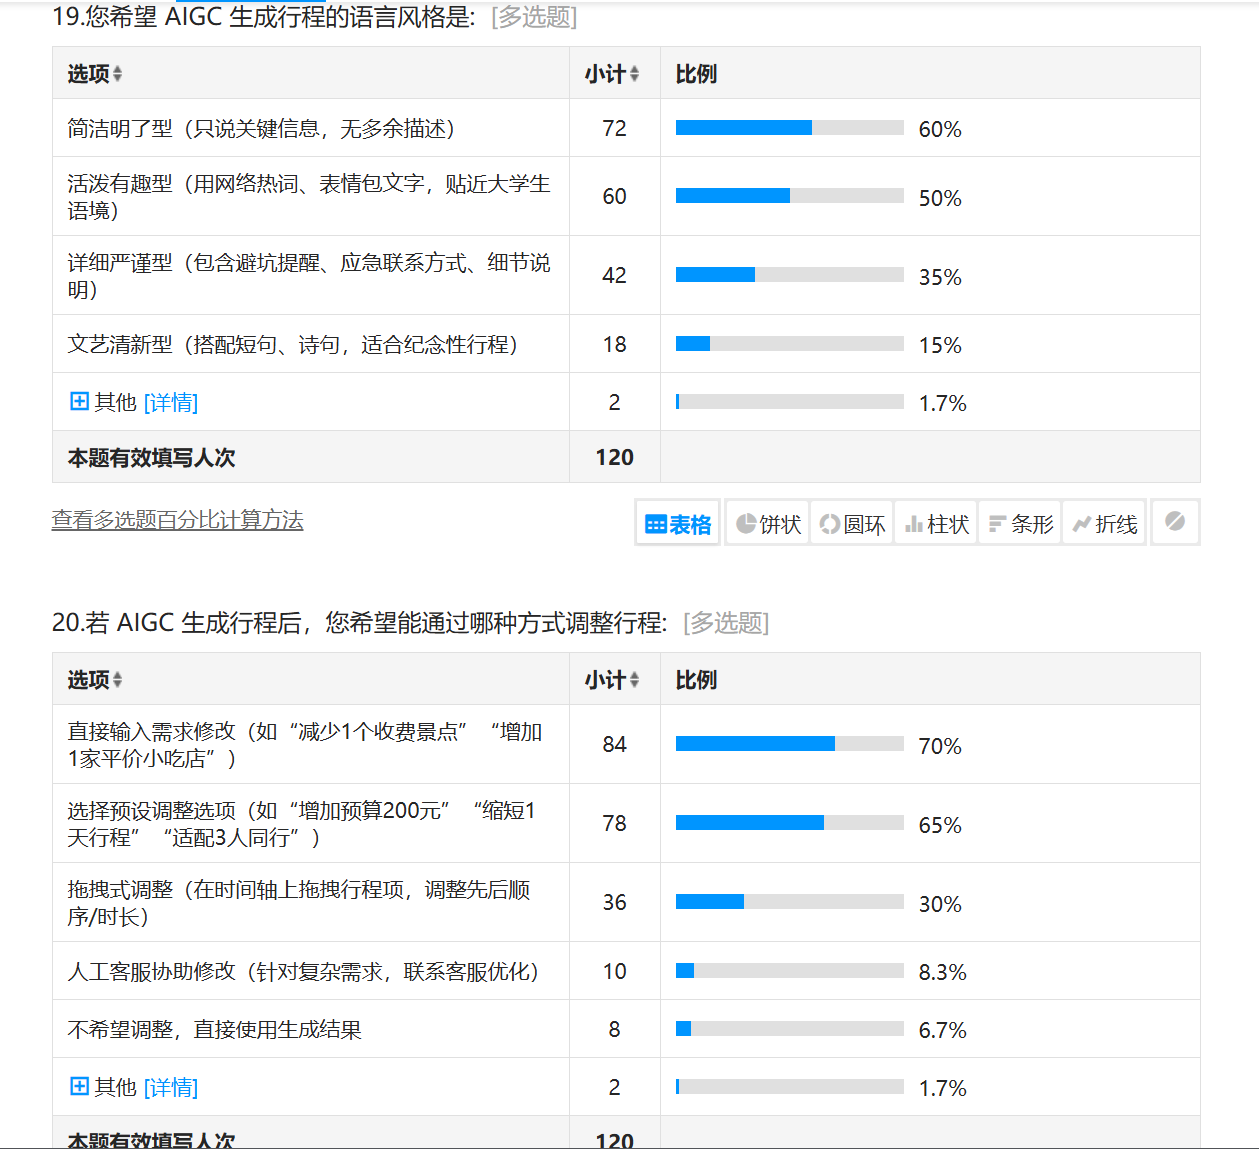 19.您希望 AIGC 生成行程的语言风格是: [多选题]
选项 小计 比例
简洁明了型（只说关键信息，无多余描述） 72 60%
活泼有趣型（用网络热词、表情包文字，贴近大学生
语境） 60 50%
详细严谨型（包含避坑提醒、应急联系方式、细节说
明） 42 35%
文艺清新型（搭配短句、诗句，适合纪念性行程） 18 15%
其他 [详情] 2 1.7%
本题有效填写人次 120
查看多选题百分比计算方法
表格 饼状 圆环 柱状 条形 折线
20.若 AIGC 生成行程后，您希望能通过哪种方式调整行程: [多选题]
选项 小计 比例
直接输入需求修改（如“减少1个收费景点” “增加
1家平价小吃店”） 84 70%
选择预设调整选项（如“增加预算200元” “缩短1
天行程” “适配3人同行”） 78 65%
拖拽式调整（在时间轴上拖拽行程项，调整先后顺
序/时长） 36 30%
人工客服协助修改（针对复杂需求，联系客服优化） 10 8.3%
不希望调整，直接使用生成结果 8 6.7%
其他 [详情] 2 1.7%
本题有效填写人次 120